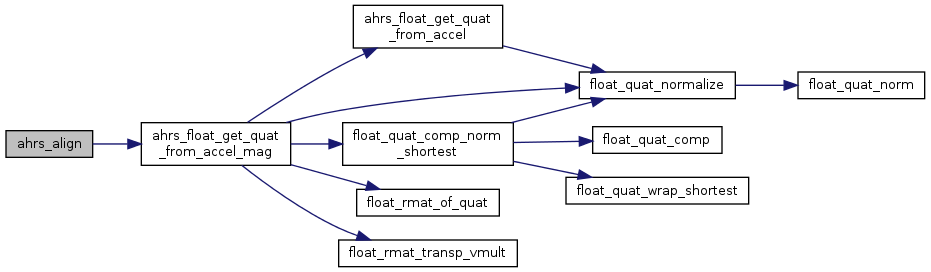 ahrs_align
ahrs_float_get_quat
_from_accel_mag
ahrs_float_get_quat
_from_accel
float_quat_normalize
float_quat_norm
float_quat_comp_norm
_shortest
float_quat_comp
float_quat_wrap_shortest
float_rmat_of_quat
float_rmat_transp_vmult